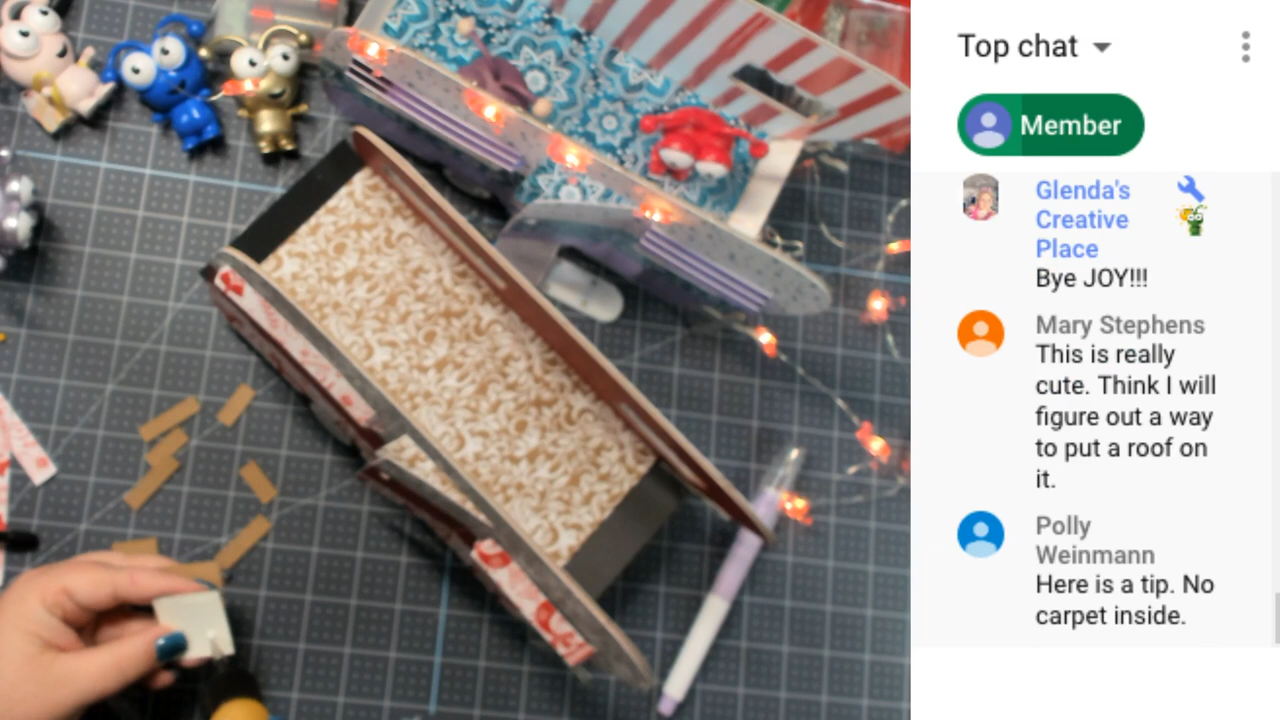 Top chat
Member
Glenda's
Creative
Place
Bye JOY!!!
Mary Stephens
This is really
cute. Think I will
figure out a way
to put a roof on
it.
Polly
Weinmann
Here is a tip. No
carpet inside.